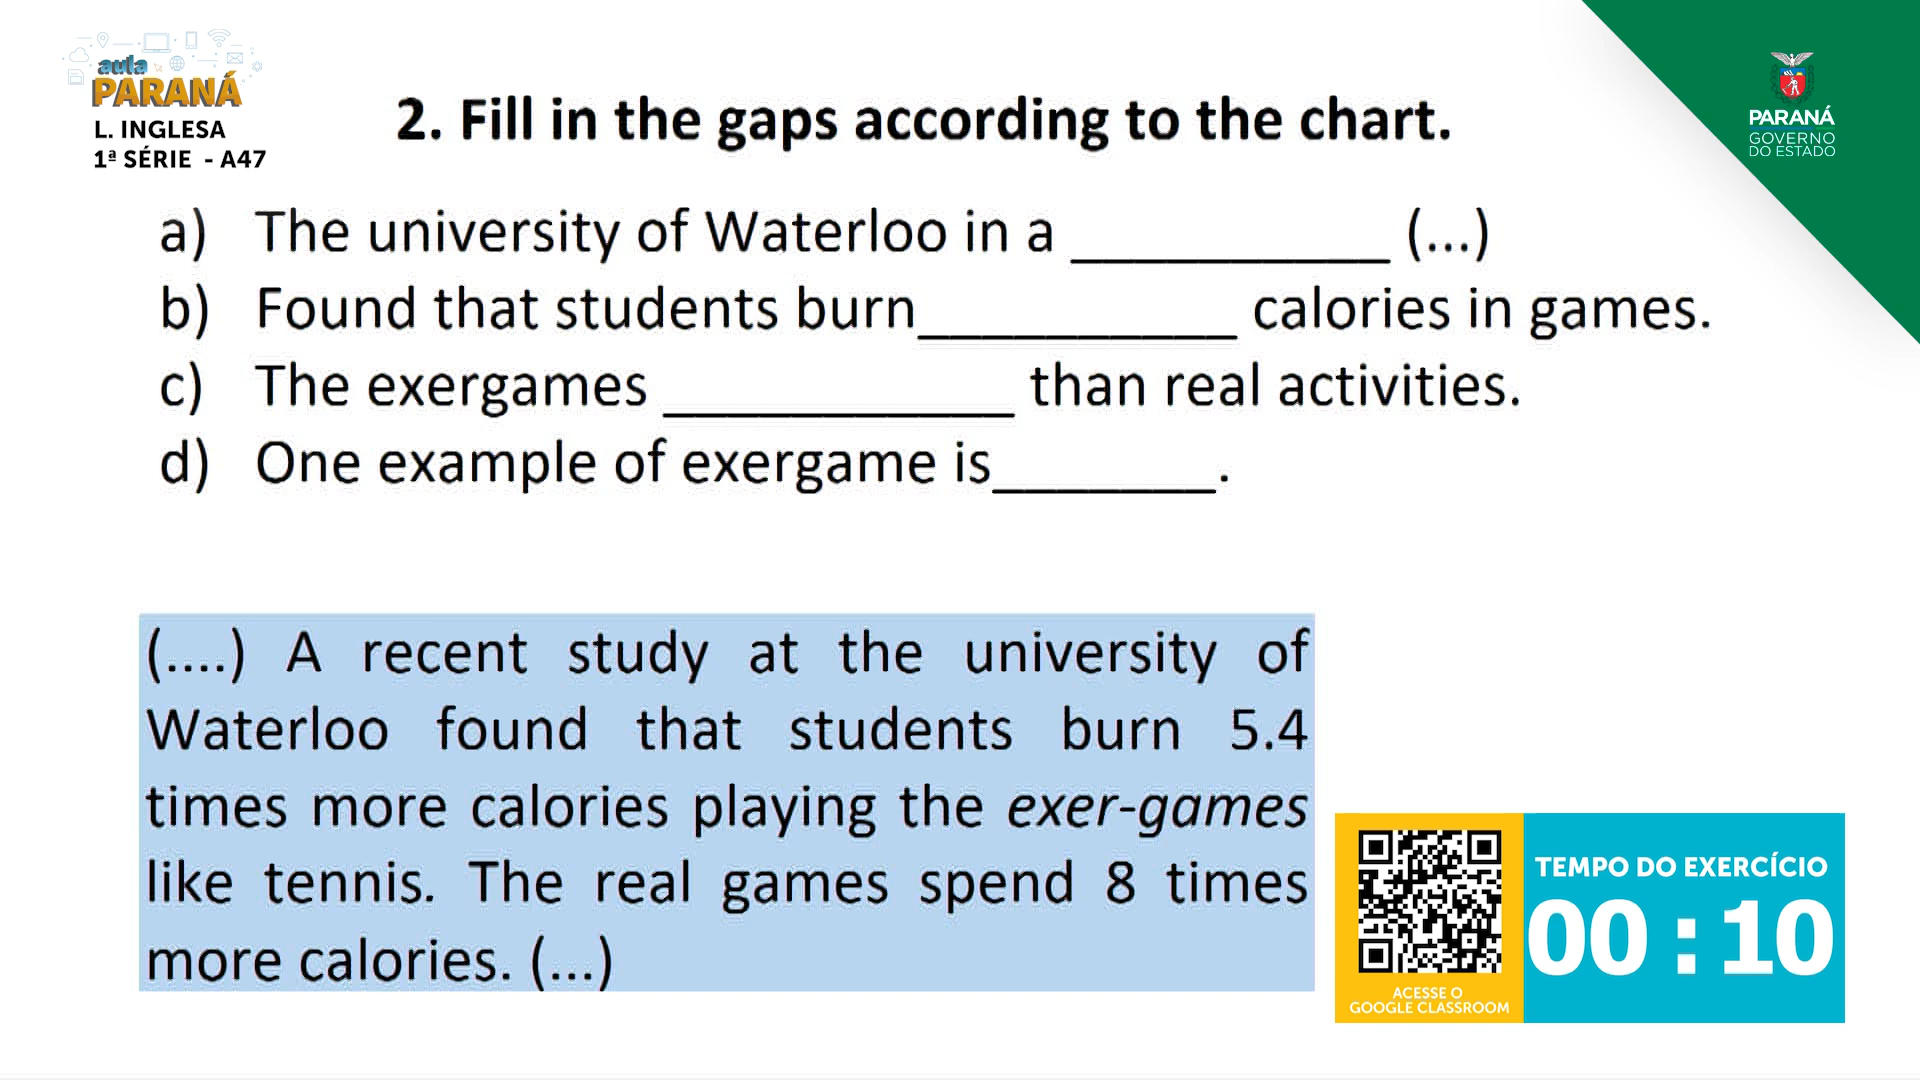 aula
PARANÁ
L. INGLESA
1ª SÉRIE - A47
PARANÁ
GOVERNO
DO ESTADO
2. Fill in the gaps according to the chart.
a) The university of Waterloo in a __________ (...)
b) Found that students burn__________ calories in games.
c) The exergames ___________ than real activities.
d) One example of exergame is_______.
(....) A recent study at the university of
Waterloo found that students burn 5.4
times more calories playing the exer-games
like tennis. The real games spend 8 times
more calories. (...)
ACESSE O
GOOGLE CLASSROOM
TEMPO DO EXERCÍCIO
00 : 10